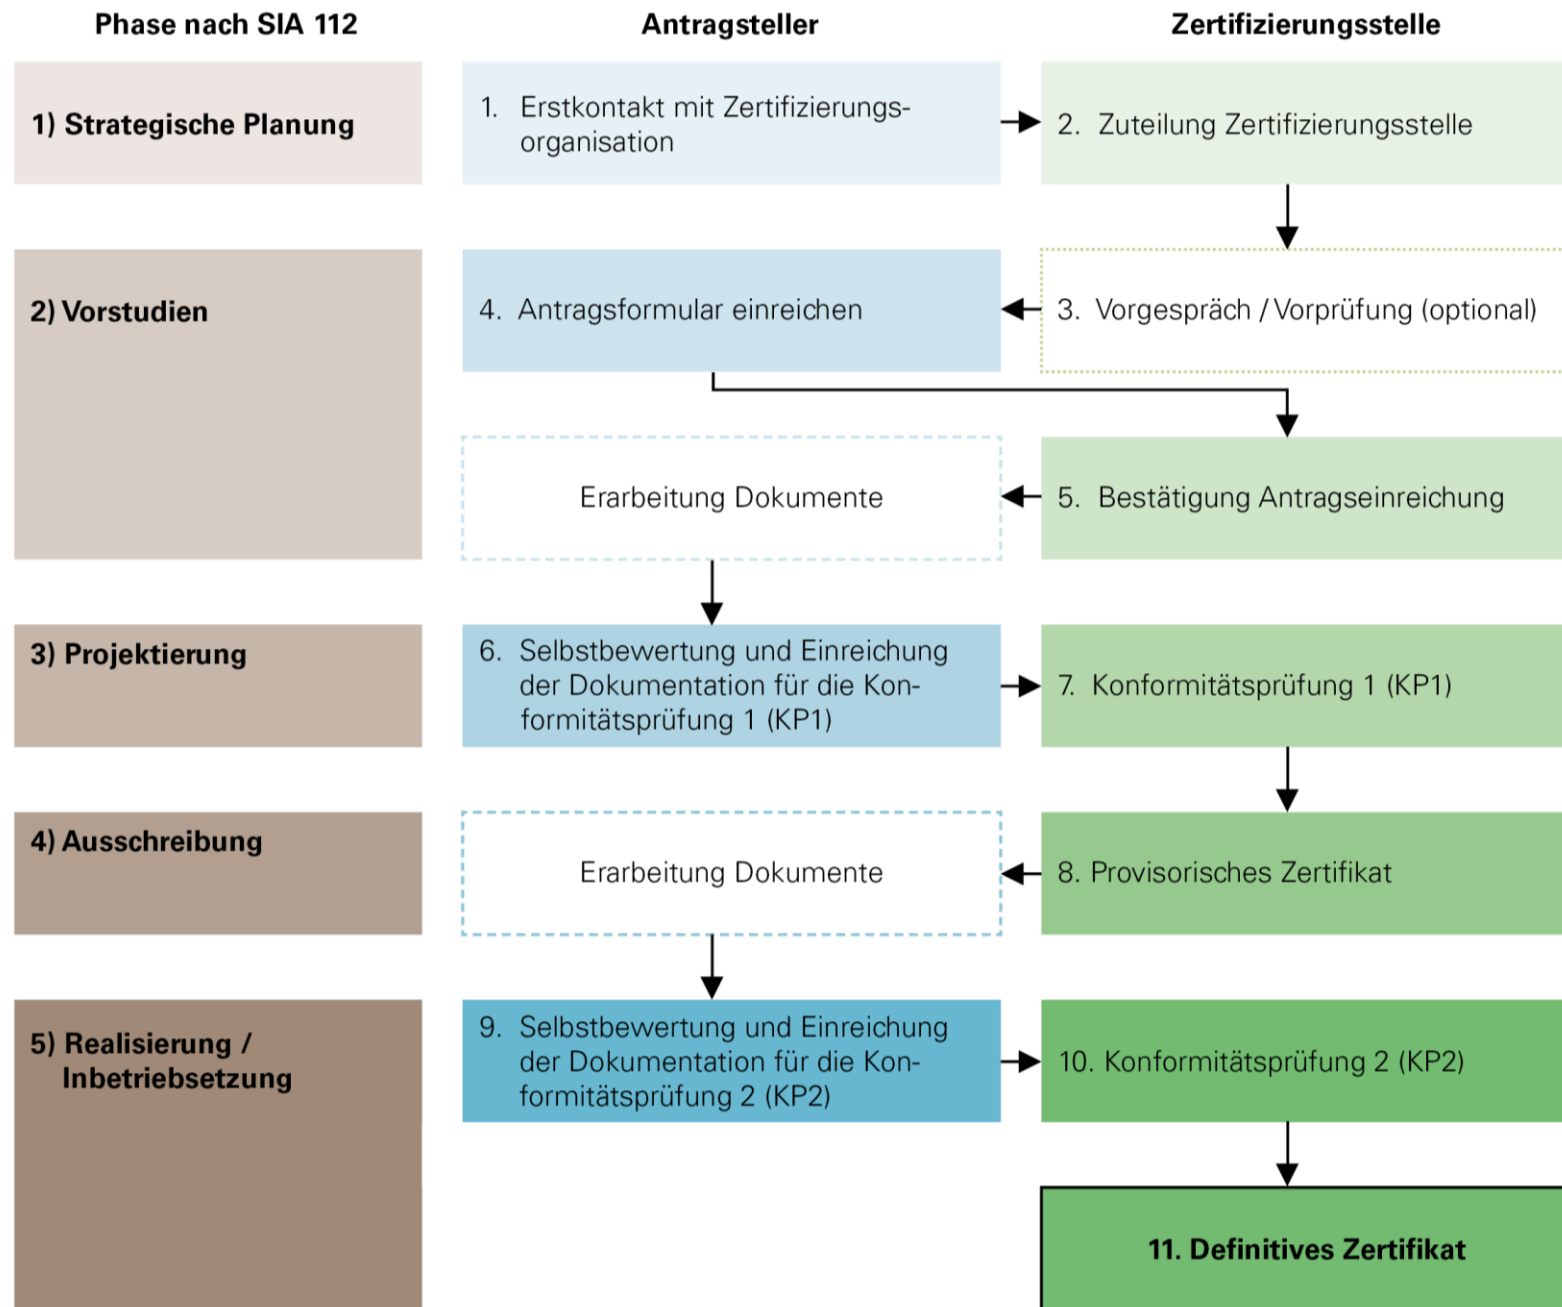 Phase nach SIA 112
Antragsteller
Zertifizierungsstelle
1) Strategische Planung
1. Erstkontakt mit Zertifizierungs-
organisation
2. Zuteilung Zertifizierungsstelle
2) Vorstudien
4. Antragsformular einreichen
3. Vorgespräch / Vorprüfung (optional)
Erarbeitung Dokumente
5. Bestätigung Antragseinreichung
3) Projektierung
6. Selbstbewertung und Einreichung
der Dokumentation für die Kon-
formitätsprüfung 1 (KP1)
7. Konformitätsprüfung 1 (KP1)
4) Ausschreibung
Erarbeitung Dokumente
8. Provisorisches Zertifikat
5) Realisierung /
Inbetriebsetzung
9. Selbstbewertung und Einreichung
der Dokumentation für die Kon-
formitätsprüfung 2 (KP2)
10. Konformitätsprüfung 2 (KP2)
11. Definitives Zertifikat